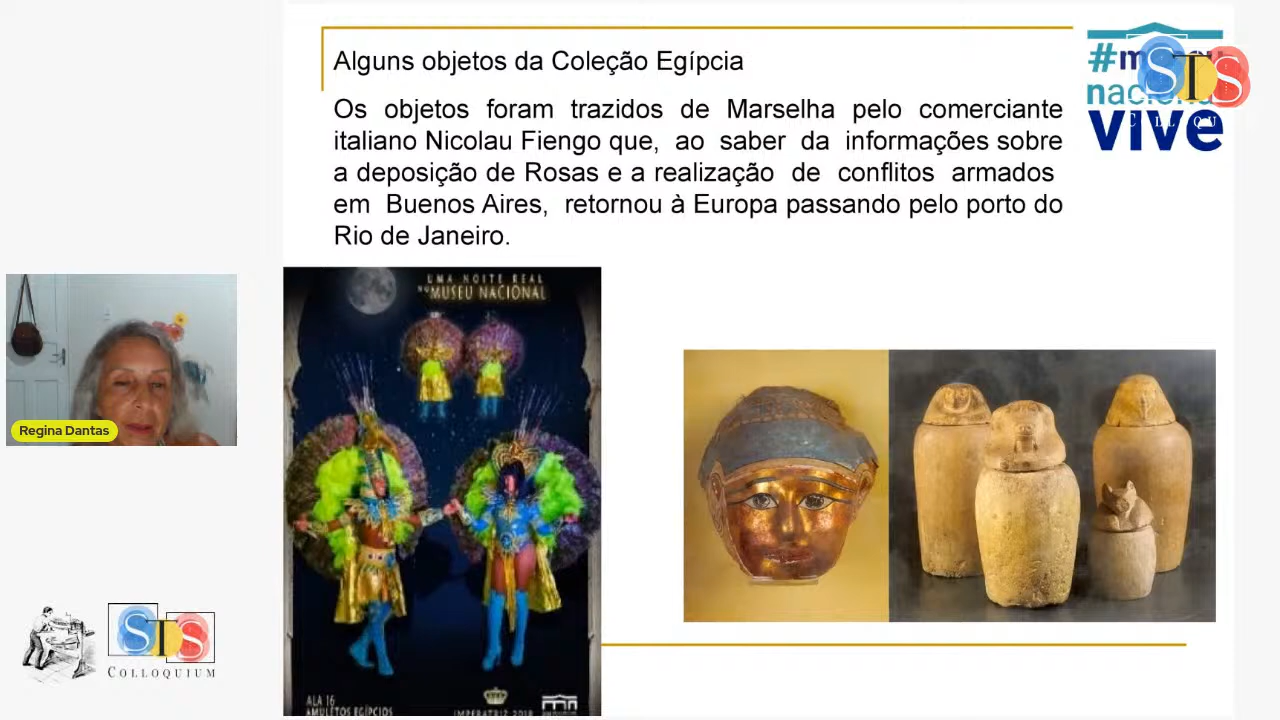 Alguns objetos da Coleção Egípcia
Os objetos foram trazidos de Marselha pelo comerciante
italiano Nicolau Fiengo que, ao saber da informações sobre
a deposição de Rosas e a realização de conflitos armados
em Buenos Aires, retornou à Europa passando pelo porto do
Rio de Janeiro.
vive
STS
UMA NOITE REAL
NO MUSEU NACIONAL
Regina Dantas
STS
COLLOQUIUM
ALA 16
AMULETOS EGÍPCIOS
IMPERATRIZ 2018